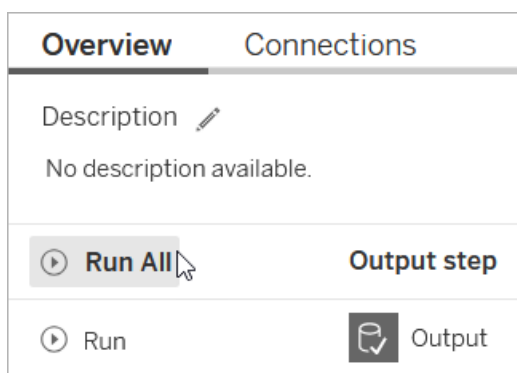 Overview Connections
Description
No description available.
Run All Output step
Run Output